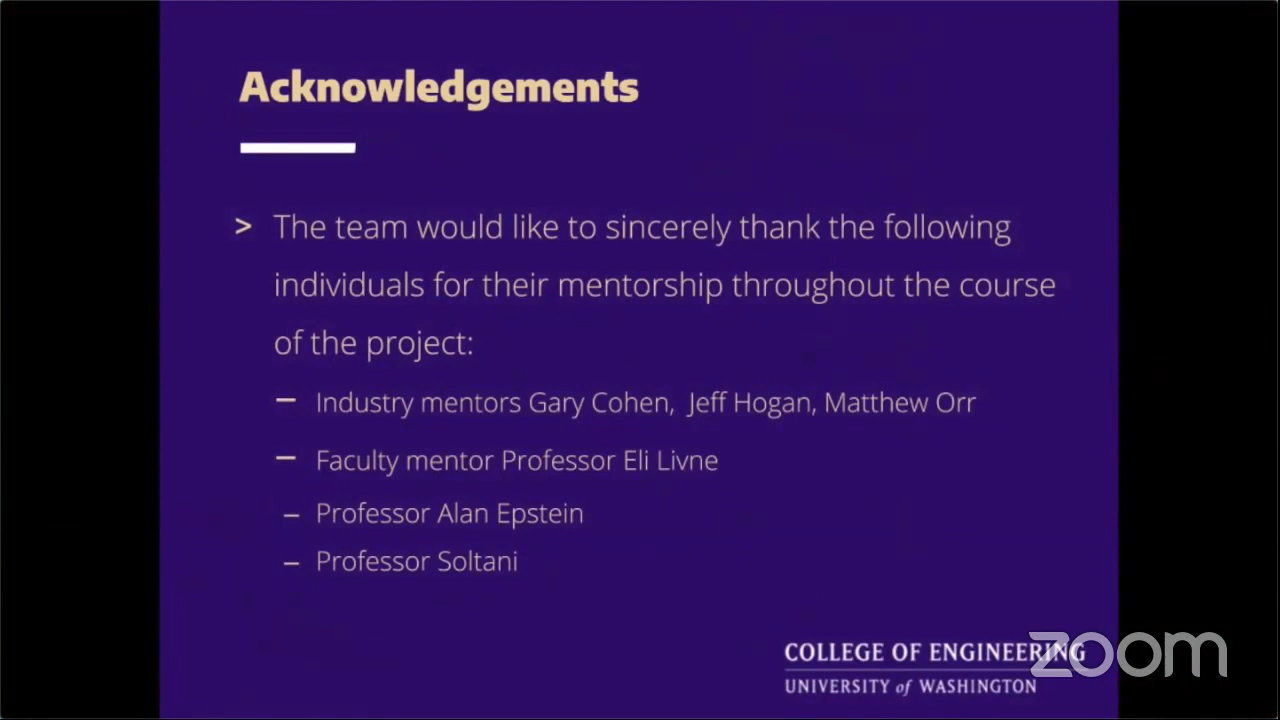 Acknowledgements
> The team would like to sincerely thank the following
individuals for their mentorship throughout the course
of the project:
– Industry mentors Gary Cohen, Jeff Hogan, Matthew Orr
– Faculty mentor Professor Eli Livne
– Professor Alan Epstein
– Professor Soltani
COLLEGE OF ENGINEERING
UNIVERSITY of WASHINGTON
zoom